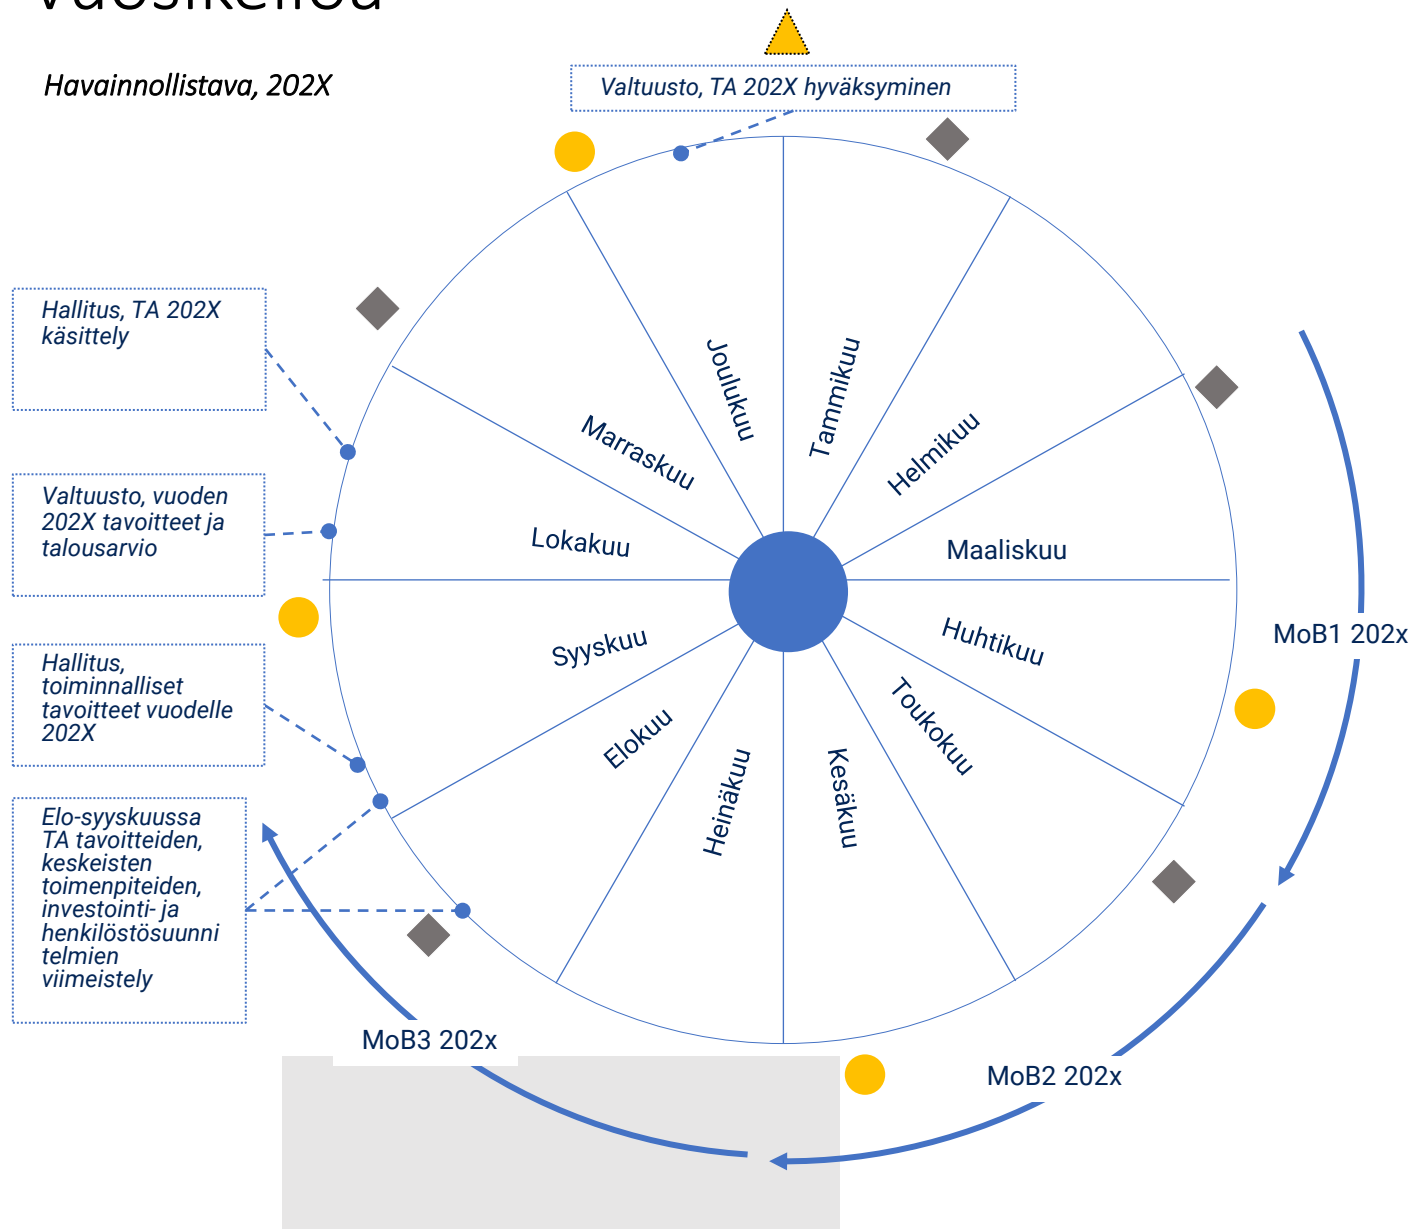 Havainnollistava, 202X
Valtuusto, TA 202X hyväksyminen
Hallitus, TA 202X
käsittely
Valtuusto, vuoden
202X tavoitteet ja
talousarvio
Hallitus,
toiminnalliset
tavoitteet vuodelle
202X
Elo-syyskuussa
TA tavoitteiden,
keskeisten
toimenpiteiden,
investointi- ja
henkilöstösuunni
telmien
viimeistely
Joulukuu
Tammikuu
Marraskuu
Helmikuu
Lokakuu
Maaliskuu
Syyskuu
Huhtikuu
Elokuu
Toukokuu
Heinäkuu
Kesäkuu
MoB1 202x
MoB2 202x
MoB3 202x